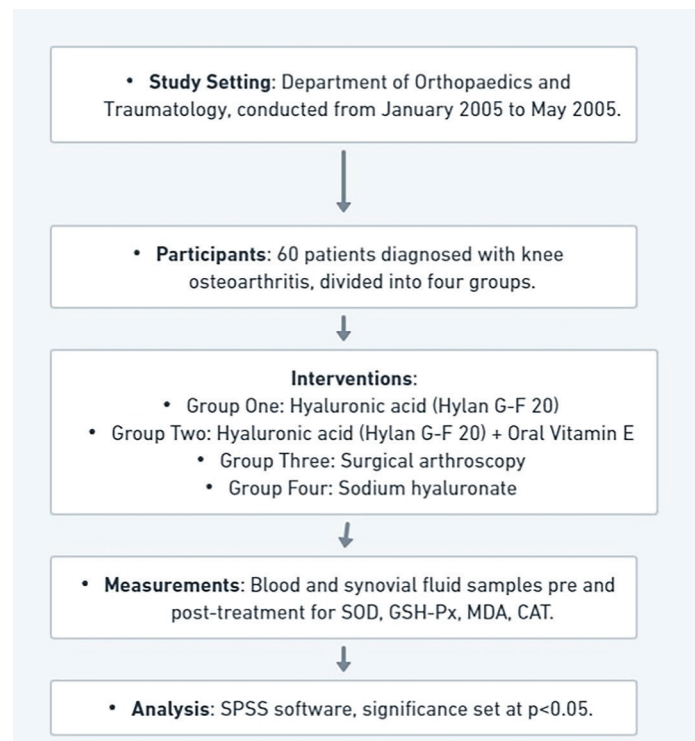 • Study Setting: Department of Orthopaedics and
Traumatology, conducted from January 2005 to May 2005.
• Participants: 60 patients diagnosed with knee
osteoarthritis, divided into four groups.
Interventions:
• Group One: Hyaluronic acid (Hylan G-F 20)
• Group Two: Hyaluronic acid (Hylan G-F 20) + Oral Vitamin E
• Group Three: Surgical arthroscopy
• Group Four: Sodium hyaluronate
• Measurements: Blood and synovial fluid samples pre and
post-treatment for SOD, GSH-Px, MDA, CAT.
• Analysis: SPSS software, significance set at p<0.05.